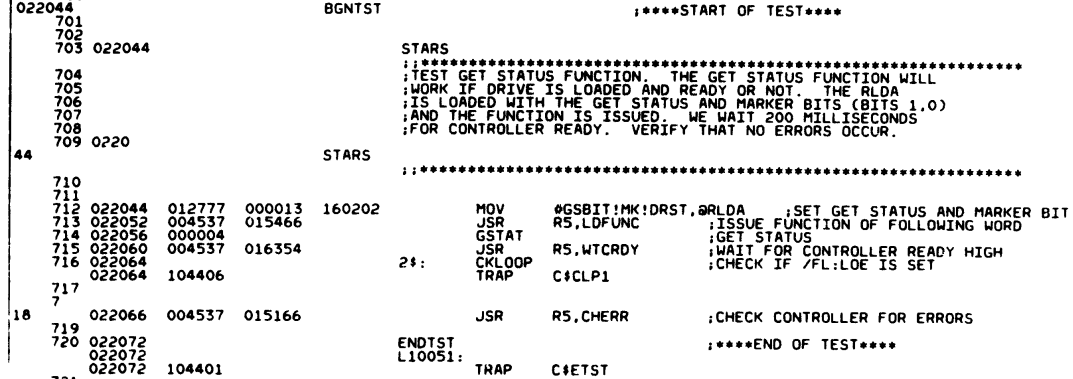 022044 BGNTST ;****START OF TEST****
701
702
703 022044 STARS
;;***************************************************************
704 ;TEST GET STATUS FUNCTION. THE GET STATUS FUNCTION WILL
705 ;WORK IF DRIVE IS LOADED AND READY OR NOT. THE RLDA
706 ;IS LOADED WITH THE GET STATUS AND MARKER BITS (BITS 1,0)
707 ;AND THE FUNCTION IS ISSUED. WE WAIT 200 MILLISECONDS
708 ;FOR CONTROLLER READY. VERIFY THAT NO ERRORS OCCUR.
709 0220
44 STARS
;;***************************************************************
710
711
712 022044 012777 000013 160202 MOV #GSBIT!MK!DRST,@RLDA ;SET GET STATUS AND MARKER BIT
713 022052 004537 015466 JSR R5,LDFUNC ;ISSUE FUNCTION OF FOLLOWING WORD
714 022056 000004 GSTAT ;GET STATUS
715 022060 004537 016354 JSR R5,WTCRDY ;WAIT FOR CONTROLLER READY HIGH
716 022064 2$: CKLOOP ;CHECK IF /FL:LOE IS SET
022064 104406 TRAP C$CLP1
717
7
18 022066 004537 015166 JSR R5,CHERR ;CHECK CONTROLLER FOR ERRORS
719
720 022072 ENDTST ;****END OF TEST****
022072 L10051:
022072 104401 TRAP C$ETST